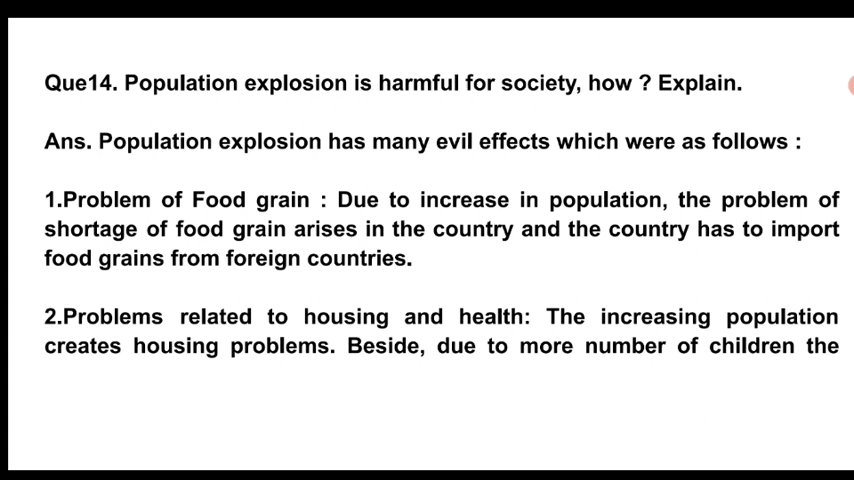 Que14. Population explosion is harmful for society, how ? Explain.
Ans. Population explosion has many evil effects which were as follows :
1.Problem of Food grain : Due to increase in population, the problem of
shortage of food grain arises in the country and the country has to import
food grains from foreign countries.
2.Problems related to housing and health: The increasing population
creates housing problems. Beside, due to more number of children the